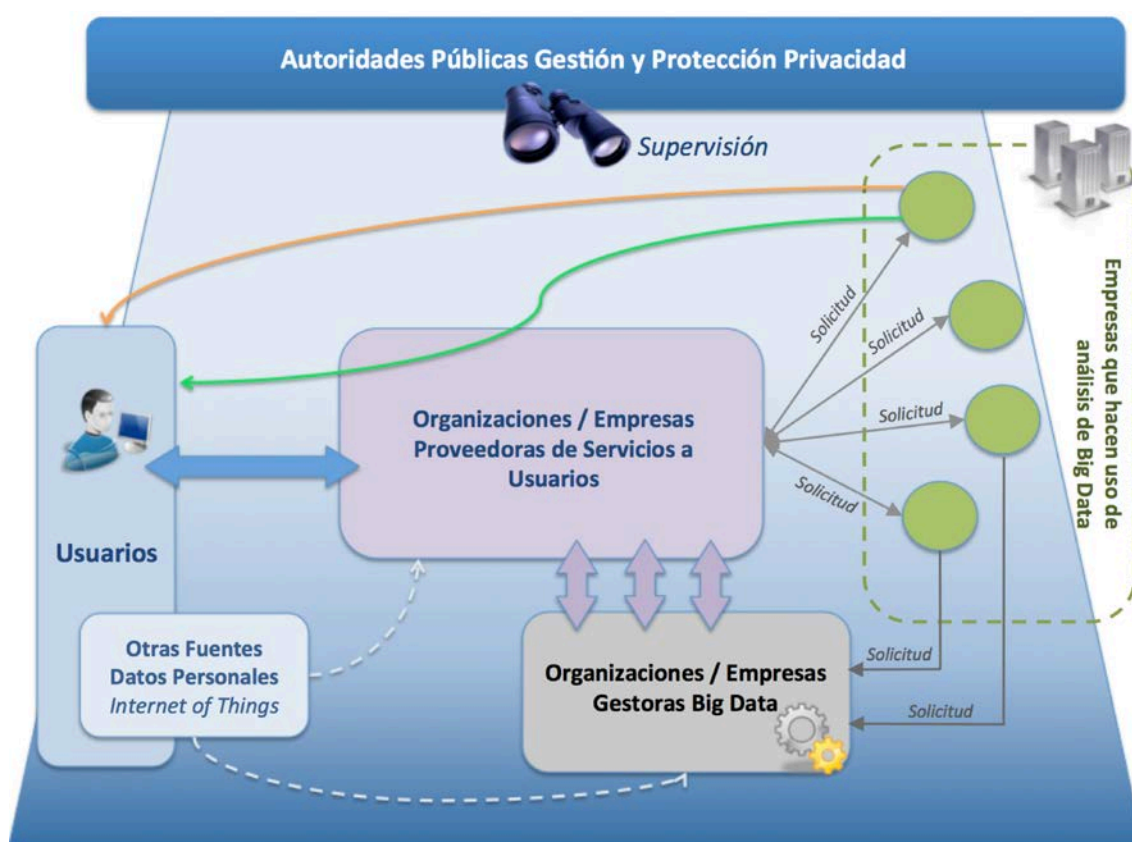 Autoridades Públicas Gestión y Protección Privacidad
Supervisión
Solicitud
Solicitud
Solicitud
Solicitud
Empresas que hacen uso de
análisis de Big Data
Organizaciones / Empresas
Proveedoras de Servicios a
Usuarios
Usuarios
Otras Fuentes
Datos Personales
Internet of Things
Organizaciones / Empresas
Gestoras Big Data
Solicitud
Solicitud